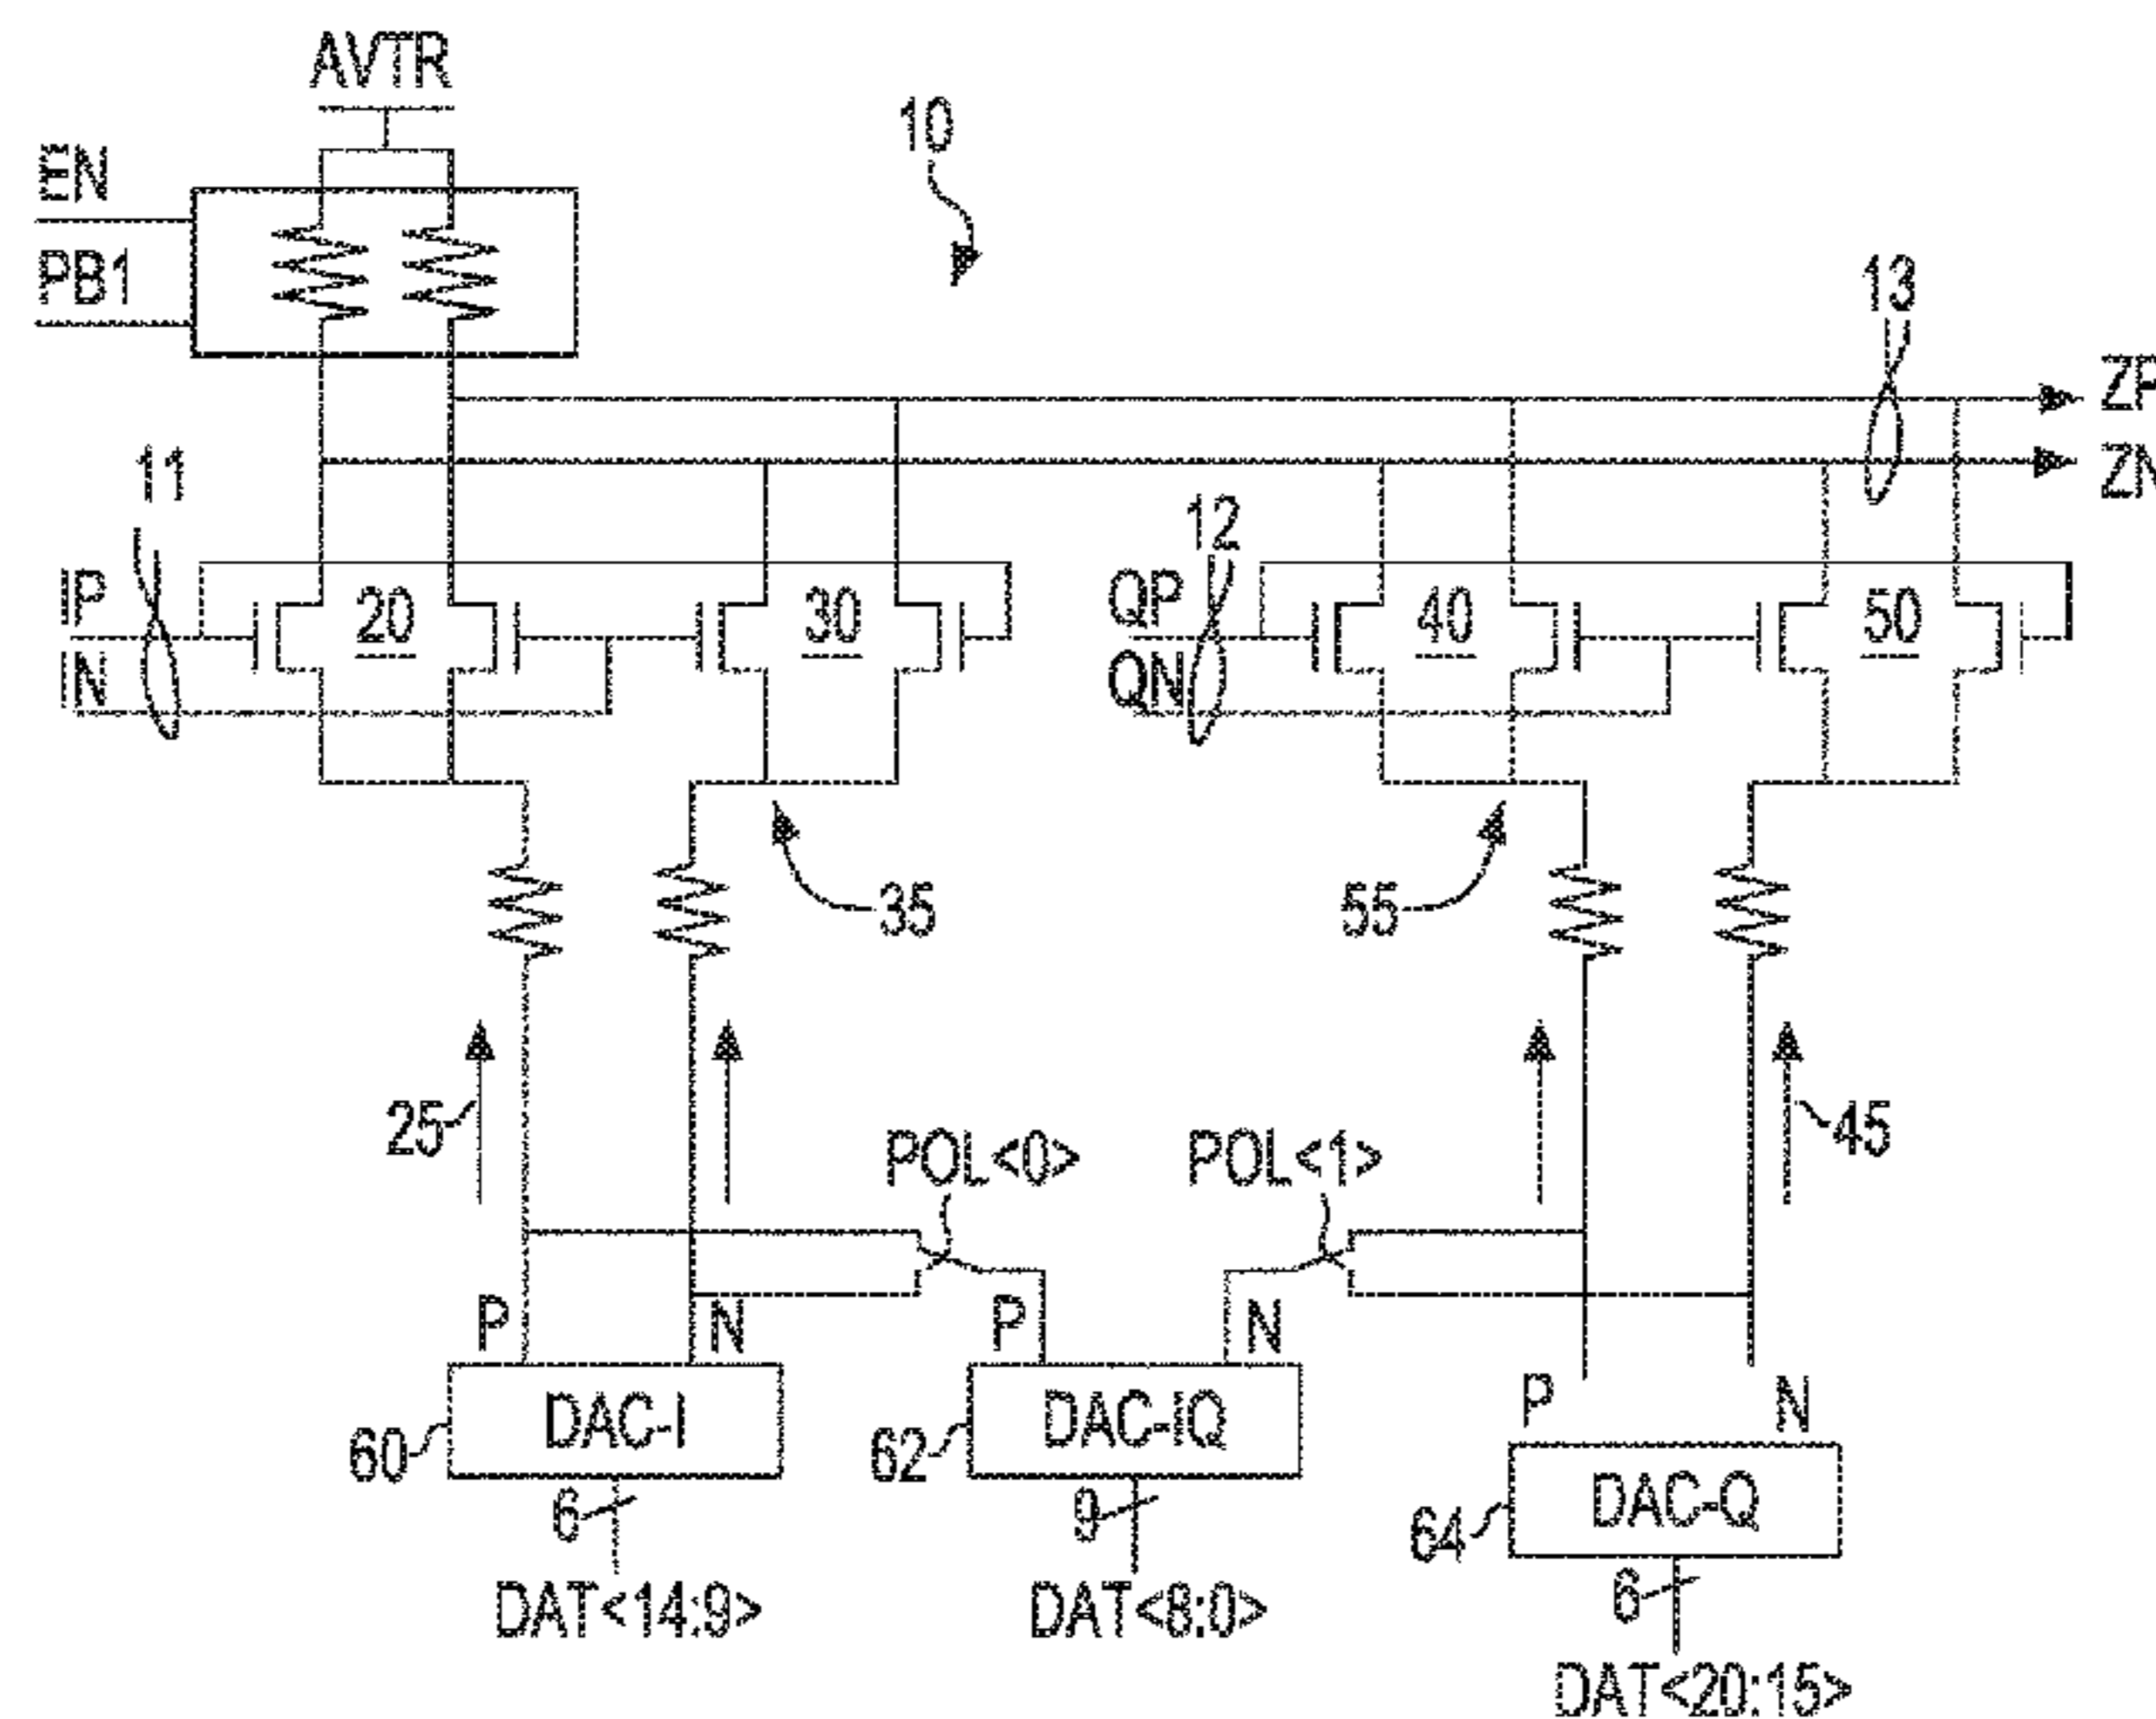 AVTR
EN
PB1
10
13
ZP
ZN
11
12
IP
IN
20
30
QP
QN
40
50
35
55
25
45
POL<0>
POL<1>
P
N
P
N
P
N
DAC-I
DAC-IQ
DAC-Q
60
62
64
6
9
6
DAT<14:9>
DAT<8:0>
DAT<20:15>